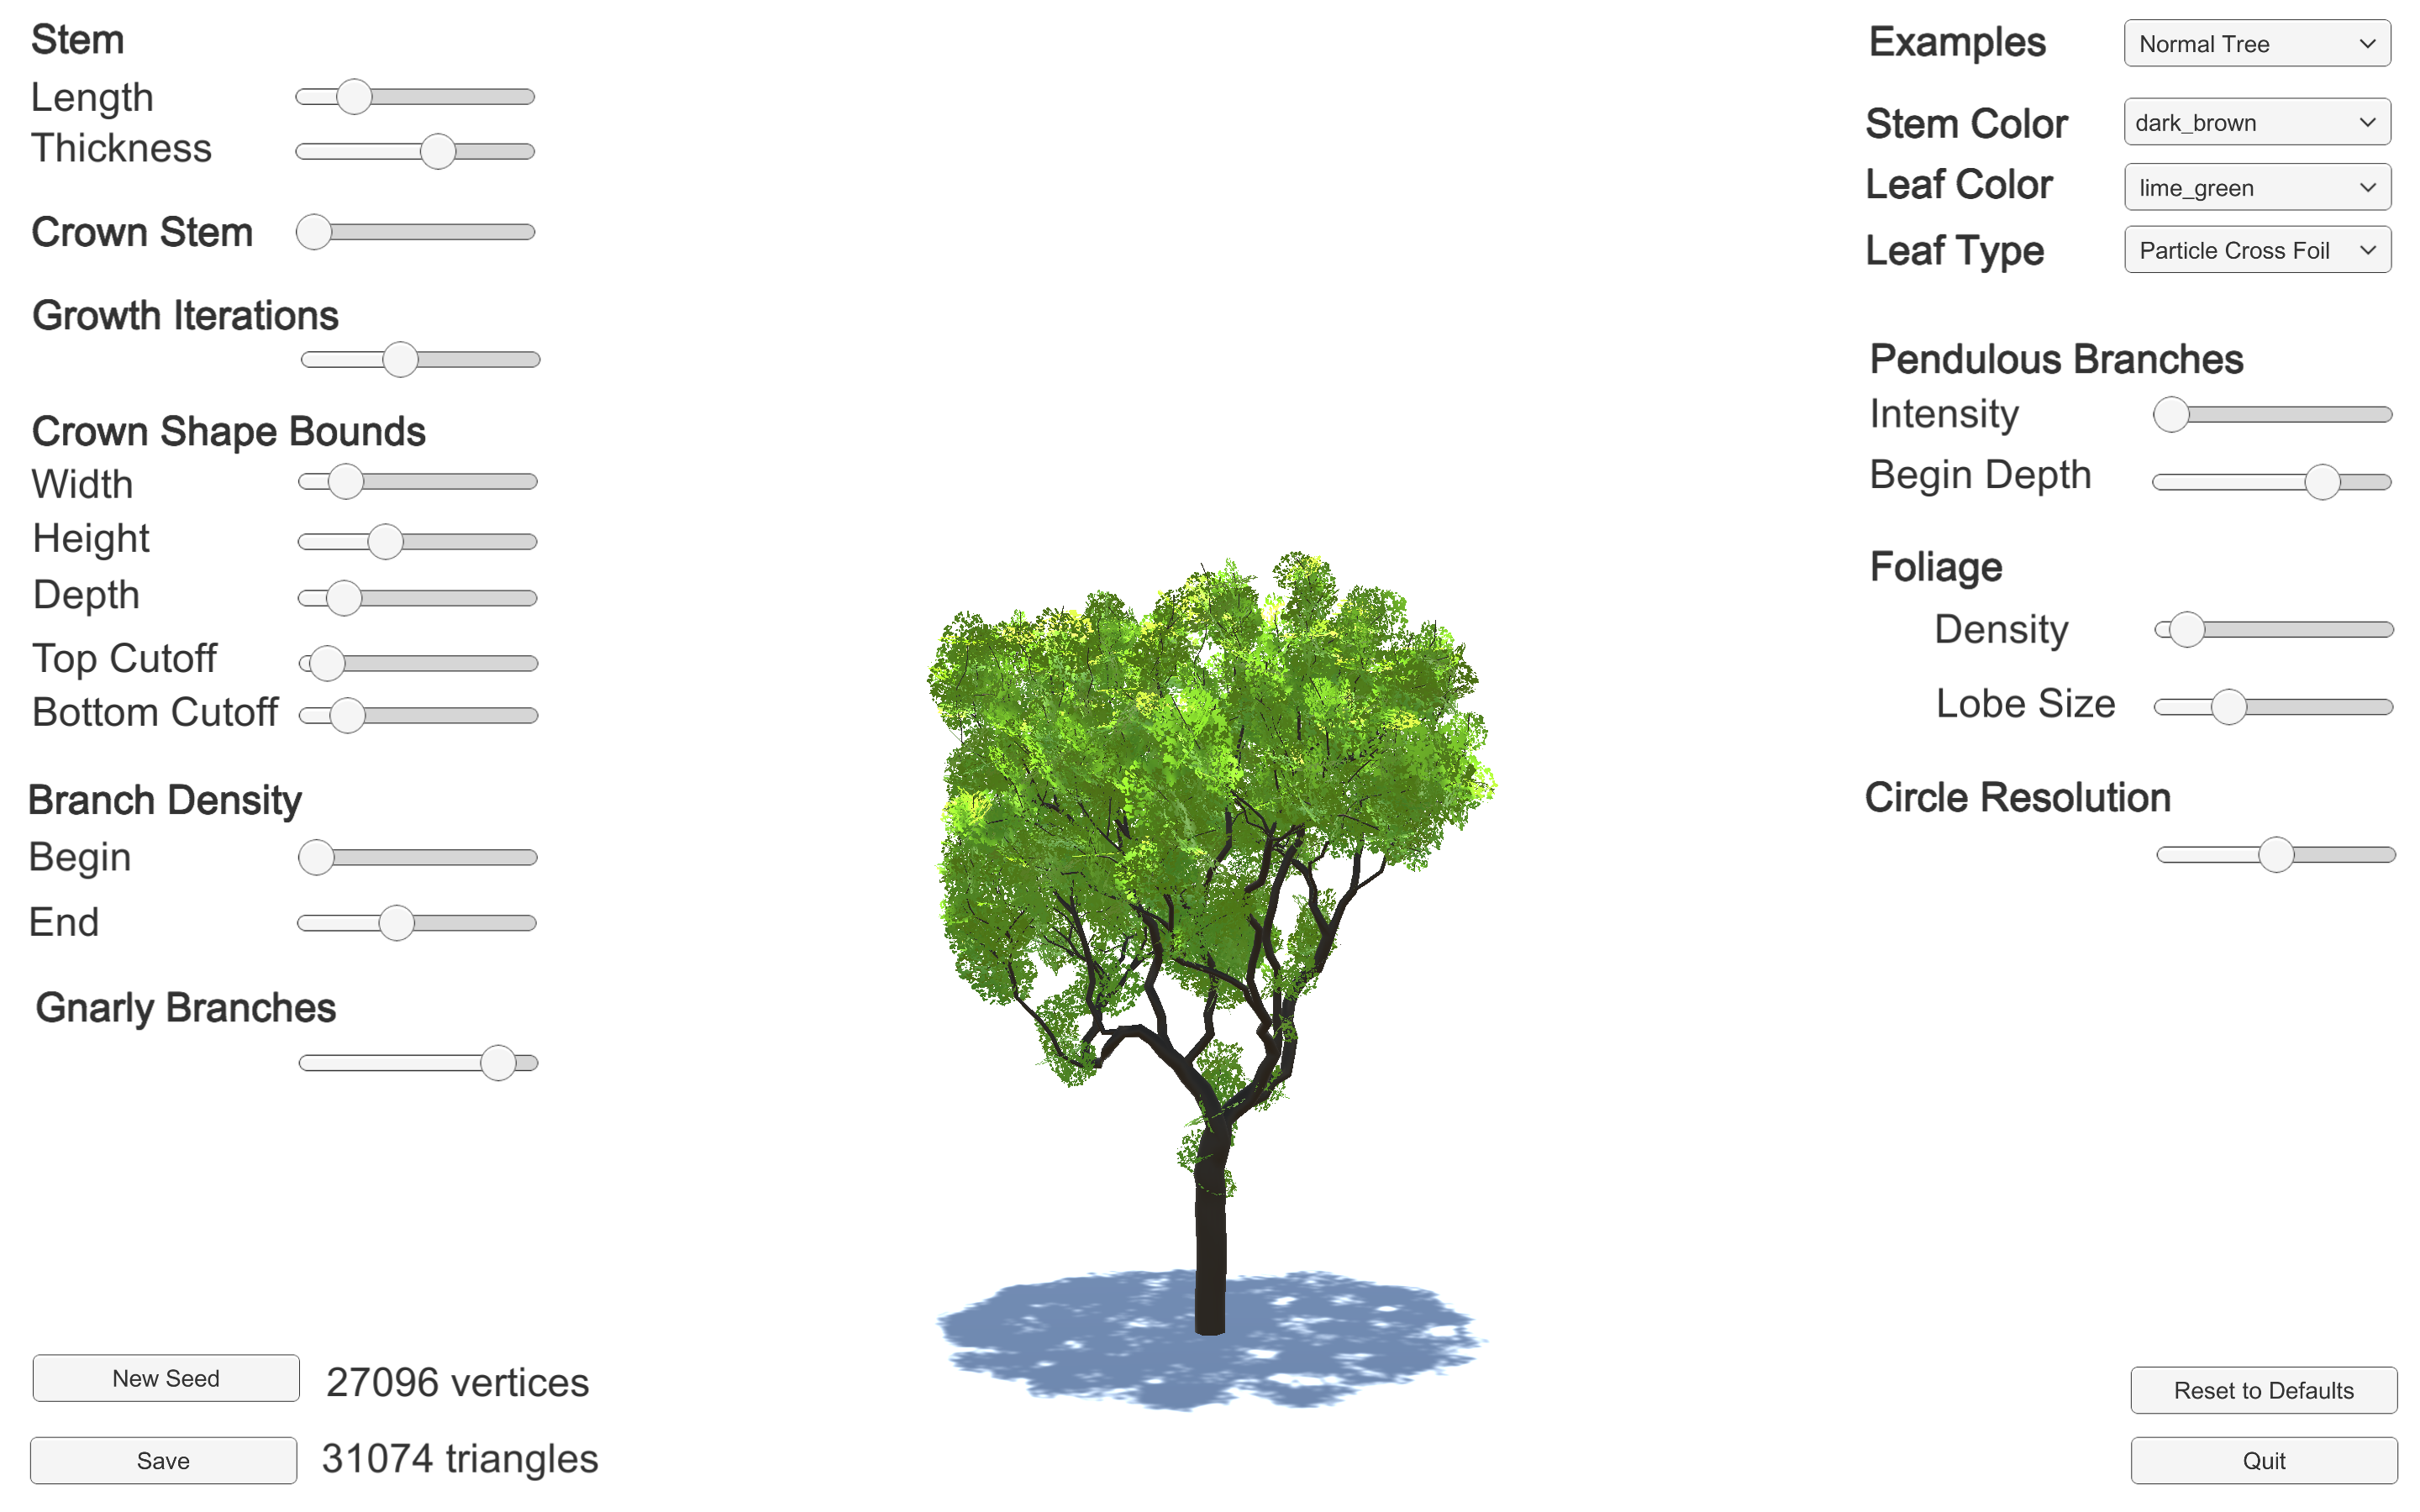 Stem
Length
Thickness
Crown Stem
Growth Iterations
Crown Shape Bounds
Width
Height
Depth
Top Cutoff
Bottom Cutoff
Branch Density
Begin
End
Gnarly Branches
New Seed
27096 vertices
Save
31074 triangles
Examples
Normal Tree
Stem Color
dark_brown
Leaf Color
lime_green
Leaf Type
Particle Cross Foil
Pendulous Branches
Intensity
Begin Depth
Foliage
Density
Lobe Size
Circle Resolution
Reset to Defaults
Quit